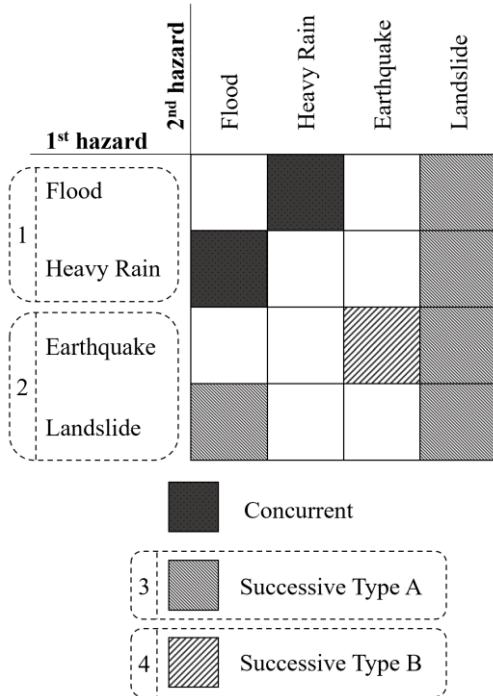 2nd hazard
Flood
Heavy Rain
Earthquake
Landslide
1st hazard
1
Flood
Heavy Rain
2
Earthquake
Landslide
Concurrent
3
Successive Type A
4
Successive Type B